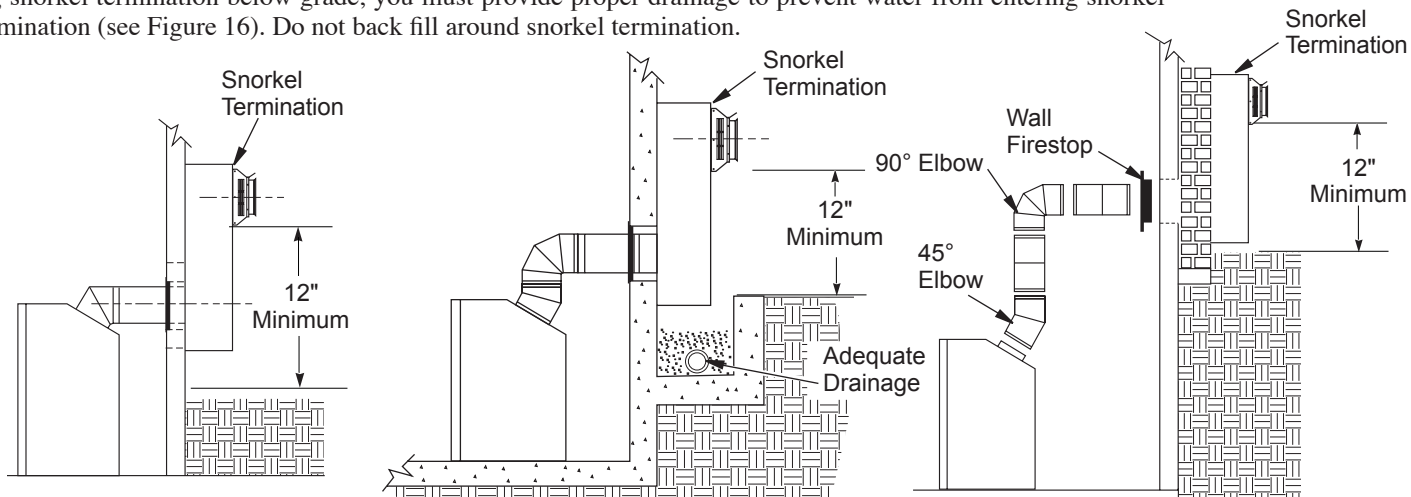 snorkel termination below grade, you must provide proper drainage to prevent water from entering snorkel
mination (see Figure 16). Do not back fill around snorkel termination.
Snorkel
Termination
12"
Minimum
Snorkel
Termination
12"
Minimum
Adequate
Drainage
Snorkel
Termination
Wall
Firestop
90° Elbow
45°
Elbow
12"
Minimum